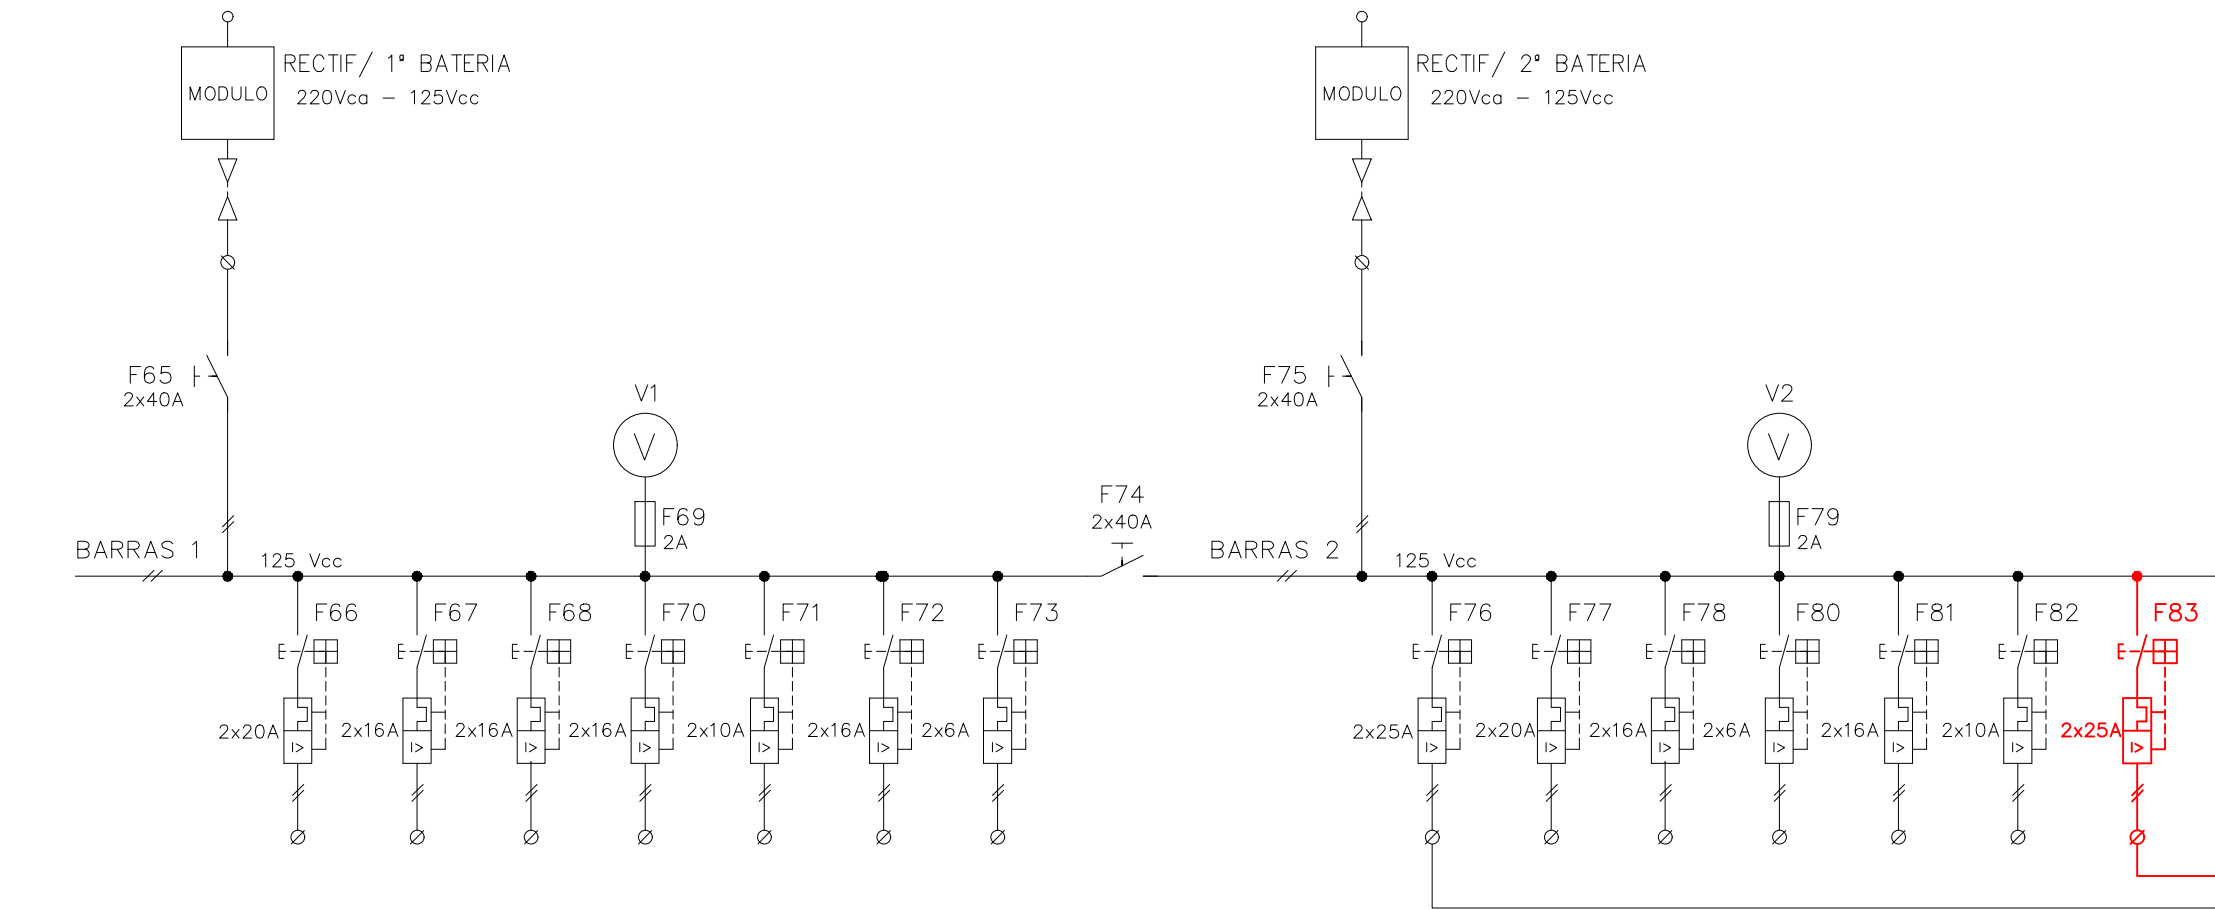 RECTIF/ 1ª BATERIA
MODULO
220Vca - 125Vcc
RECTIF/ 2ª BATERIA
MODULO
220Vca - 125Vcc
F65
2x40A
V1
V
F69
2A
F74
2x40A
BARRAS 1
125 Vcc
F75
2x40A
V2
V
F79
2A
BARRAS 2
125 Vcc
F66
F67
F68
F70
F71
F72
F73
F76
F77
F78
F80
F81
F82
F83
2x20A
I>
2x16A
I>
2x16A
I>
2x16A
I>
2x10A
I>
2x16A
I>
2x6A
I>
2x25A
I>
2x20A
I>
2x16A
I>
2x6A
I>
2x16A
I>
2x10A
I>
2x25A
I>